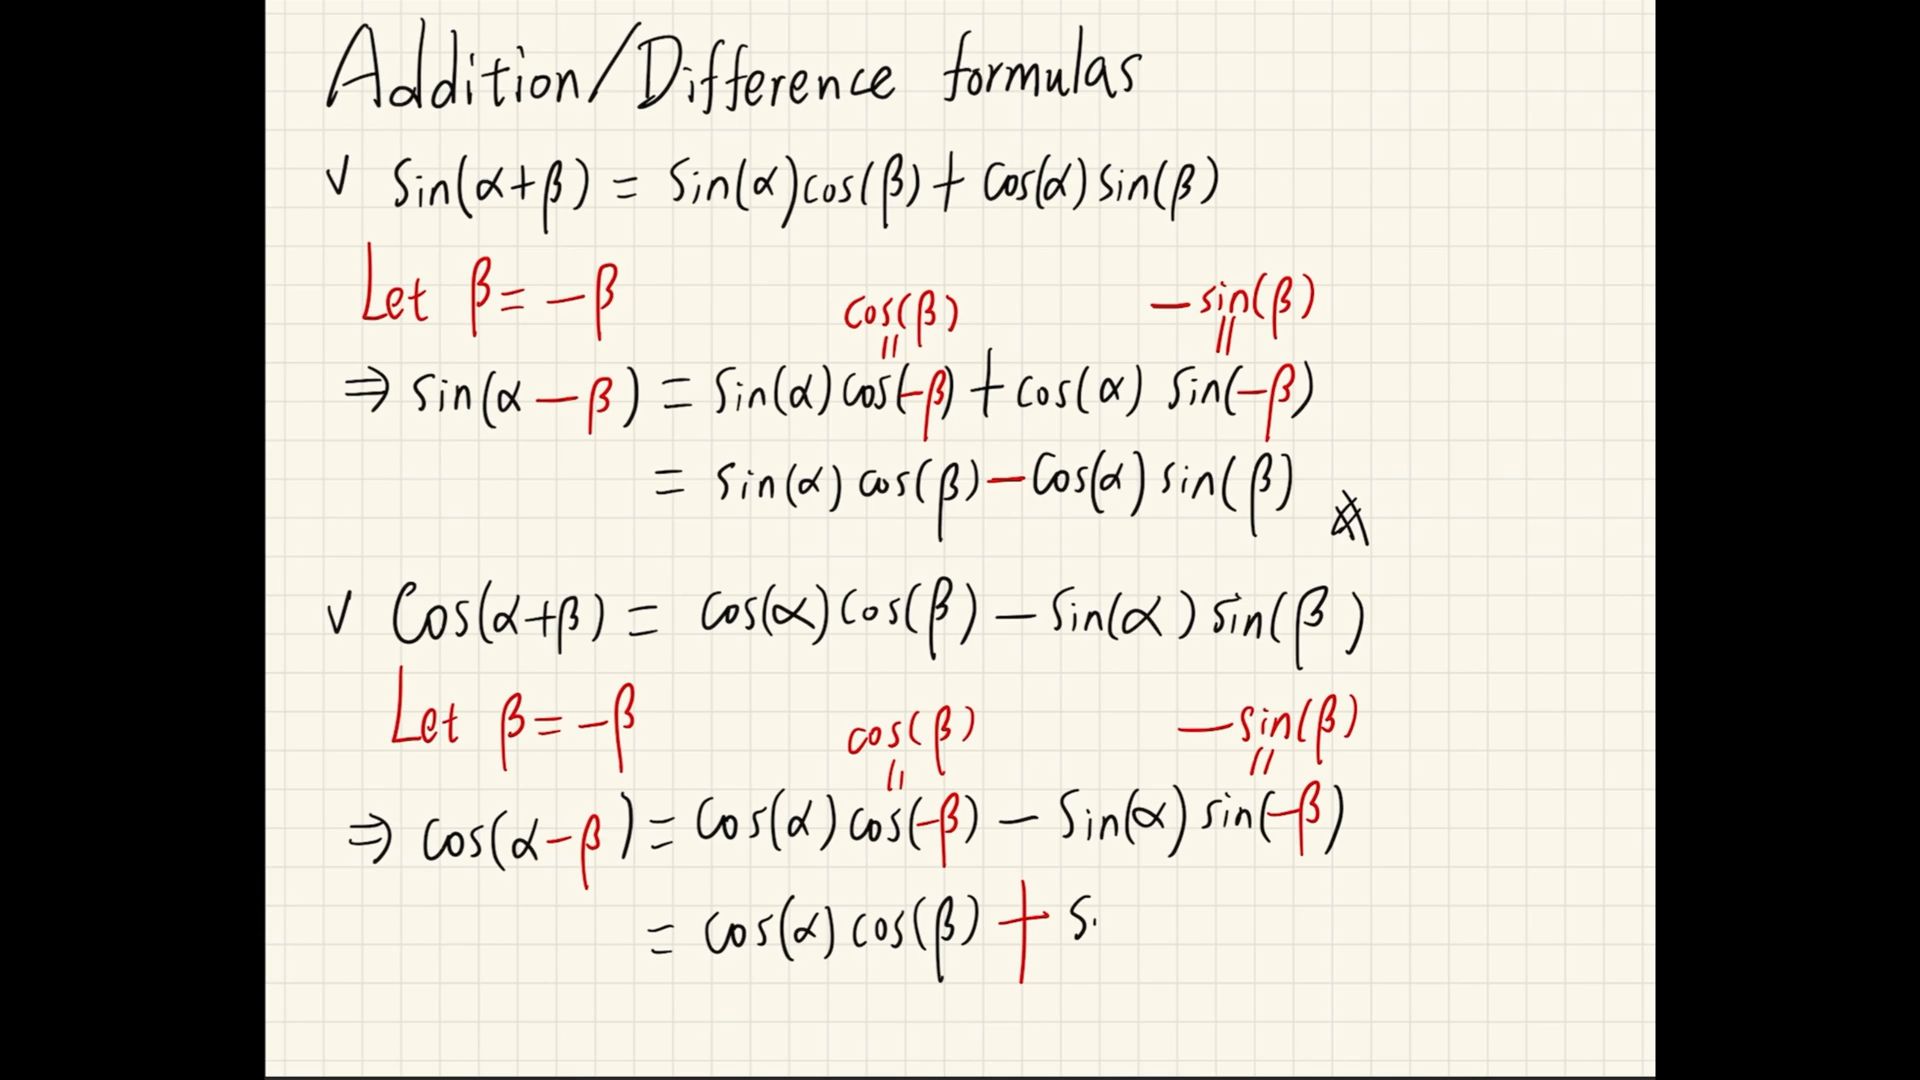 Addition/Difference formulas
√ Sin(α+β) = Sin(α)cos(β) + Cos(α)Sin(β)
Let β = -β
cos(β) -sin(β)
॥ ॥
⇒ Sin(α-β) = Sin(α)cos(-β) + cos(α) Sin(-β)
= Sin(α) cos(β) - Cos(α) sin(β)
√ Cos(α+β) = Cos(α)Cos(β) - Sin(α) Sin(β)
Let β = -β
cos(β) -sin(β)
॥ ॥
⇒ Cos(α-β) = Cos(α) cos(-β) - Sin(α) sin(-β)
= Cos(α) cos(β) + S